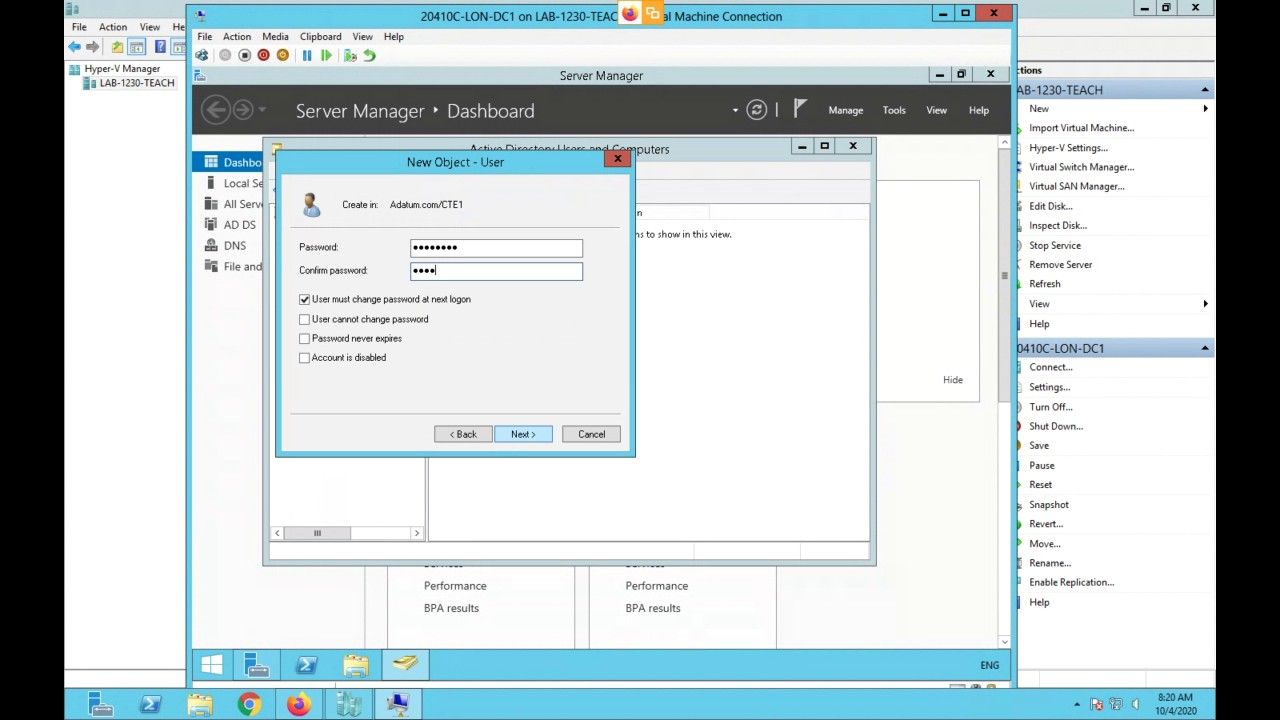 20410C-LON-DC1 on LAB-1230-TEAC al Machine Connection
File Action View He
File Action Media Clipboard View Help
Hyper-V Manager
LAB-1230-TEACH
Server Manager
Server Manager Dashboard
Manage Tools View Help
Dashbo
Local Se
All Serv
AD DS
DNS
File and
Active Directory Users and Computers
New Object - User
Create in: Adatum.com/CTE1
Password:
Confirm password:
User must change password at next logon
User cannot change password
Password never expires
Account is disabled
< Back Next > Cancel
ns to show in this view.
Hide
Performance
BPA results
Performance
BPA results
ENG
ctions
AB-1230-TEACH
New
Import Virtual Machine...
Hyper-V Settings...
Virtual Switch Manager...
Virtual SAN Manager...
Edit Disk...
Inspect Disk...
Stop Service
Remove Server
Refresh
View
Help
20410C-LON-DC1
Connect...
Settings...
Turn Off...
Shut Down...
Save
Pause
Reset
Snapshot
Revert...
Move...
Rename...
Enable Replication...
Help
8:20 AM
10/4/2020